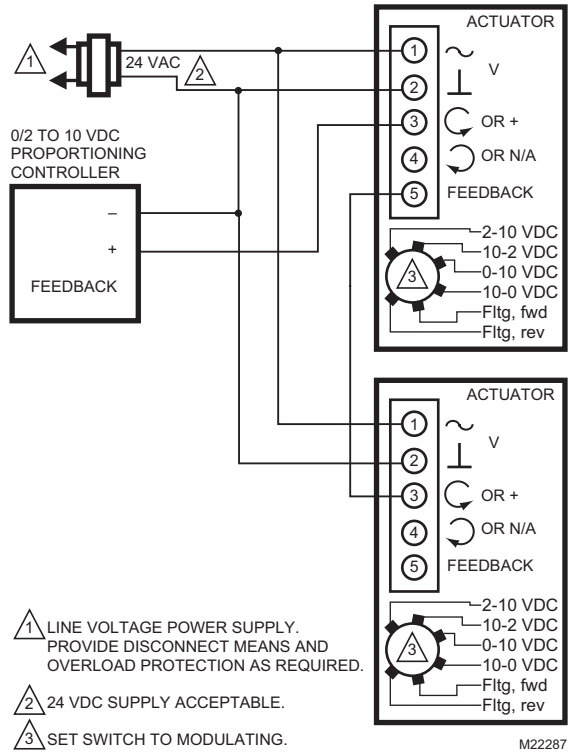 ACTUATOR
1
24 VAC
2
1
V
2
3
OR +
4
OR N/A
5
FEEDBACK
0/2 TO 10 VDC
PROPORTIONING
CONTROLLER
–
+
FEEDBACK
2-10 VDC
10-2 VDC
0-10 VDC
10-0 VDC
Fltg, fwd
Fltg, rev
3
ACTUATOR
1
V
2
3
OR +
4
OR N/A
5
FEEDBACK
2-10 VDC
10-2 VDC
0-10 VDC
10-0 VDC
Fltg, fwd
Fltg, rev
3
1 LINE VOLTAGE POWER SUPPLY.
PROVIDE DISCONNECT MEANS AND
OVERLOAD PROTECTION AS REQUIRED.
2 24 VDC SUPPLY ACCEPTABLE.
3 SET SWITCH TO MODULATING.
M22287